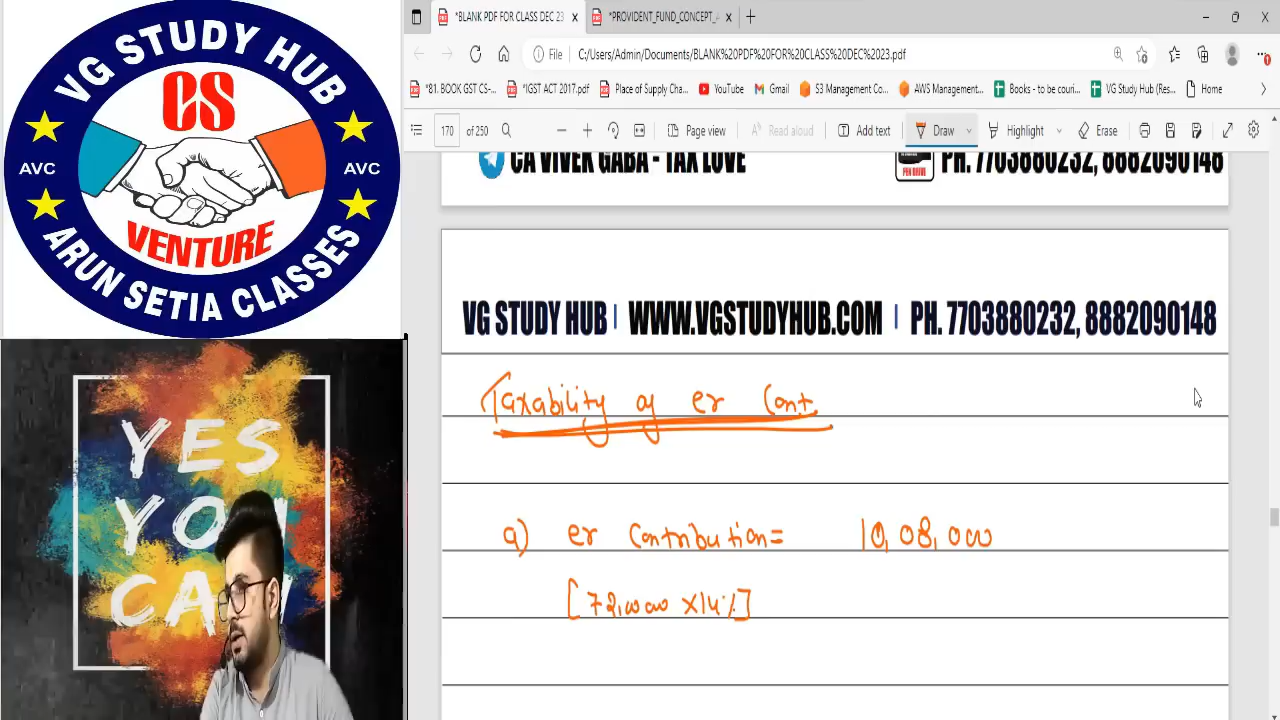 VG STUDY HUB
CS
AVC
AVC
VENTURE
ARUN SETIA CLASSES
YES
YOU
CAN
*BLANK PDF FOR CLASS DEC 23
*PROVIDENT_FUND_CONCEPT_
File
C:/Users/Admin/Documents/BLANK%20PDF%20FOR%20CLASS%20DEC%2023.pdf
*81. BOOK GST CS-...
*IGST ACT 2017.pdf
Place of Supply Cha...
YouTube
Gmail
S3 Management Co...
AWS Management...
Books - to be couri...
VG Study Hub (Res...
Home
170 of 250
Page view
Read aloud
Add text
Draw
Highlight
Erase
CA VIVEK GABA - TAX LOVE
PH. 7703880232, 8882090148
VG STUDY HUB | WWW.VGSTUDYHUB.COM | PH. 7703880232, 8882090148
Taxability of er Cont.
a) er Contribution= 10,08,000
[72,00,000 X14%]